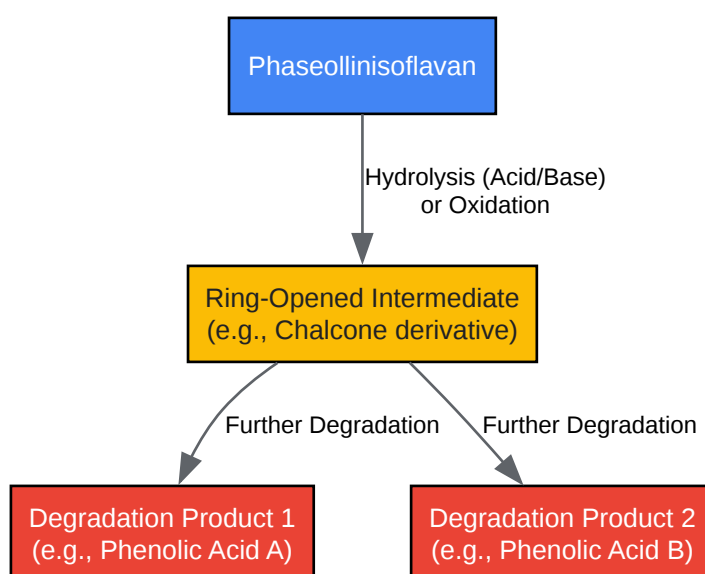 Phaseollinisoflavan
Hydrolysis (Acid/Base)
or Oxidation
Ring-Opened Intermediate
(e.g., Chalcone derivative)
Further Degradation
Further Degradation
Degradation Product 1
(e.g., Phenolic Acid A)
Degradation Product 2
(e.g., Phenolic Acid B)